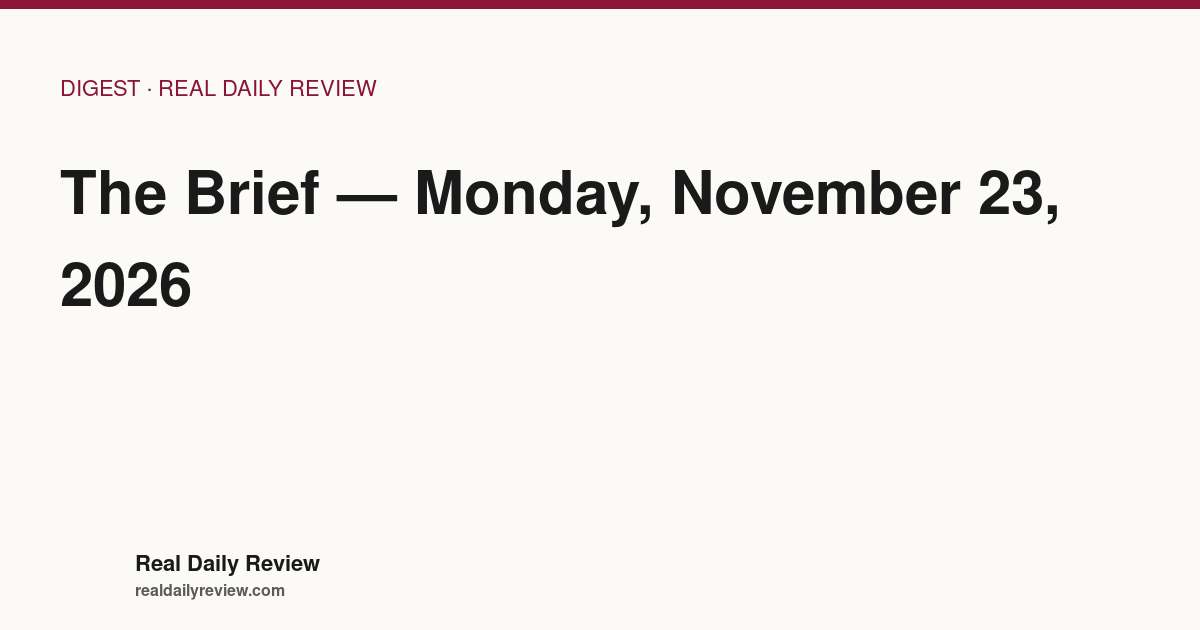 DIGEST · REAL DAILY REVIEW
The Brief — Monday, November 23,
2026
Real Daily Review
realdailyreview.com